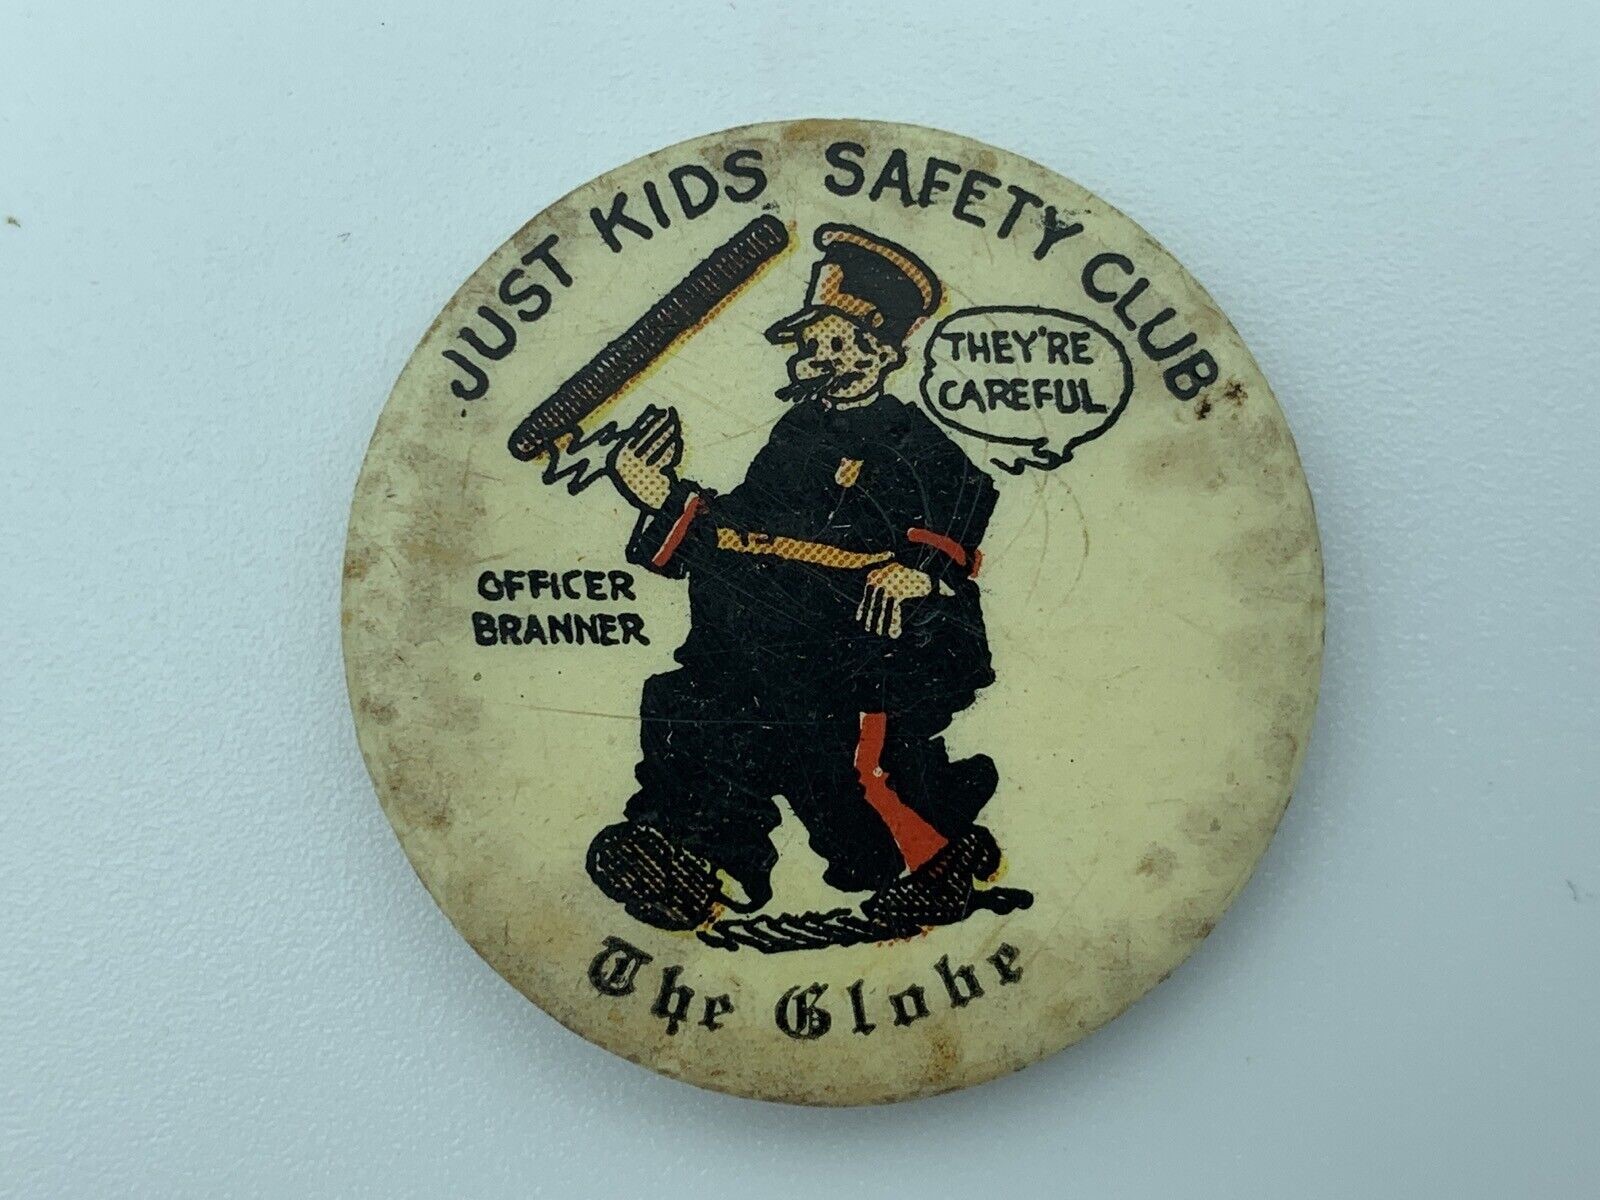 JUST KIDS SAFETY CLUB
THEY'RE
CAREFUL
OFFICER
BRANNER
The Globe